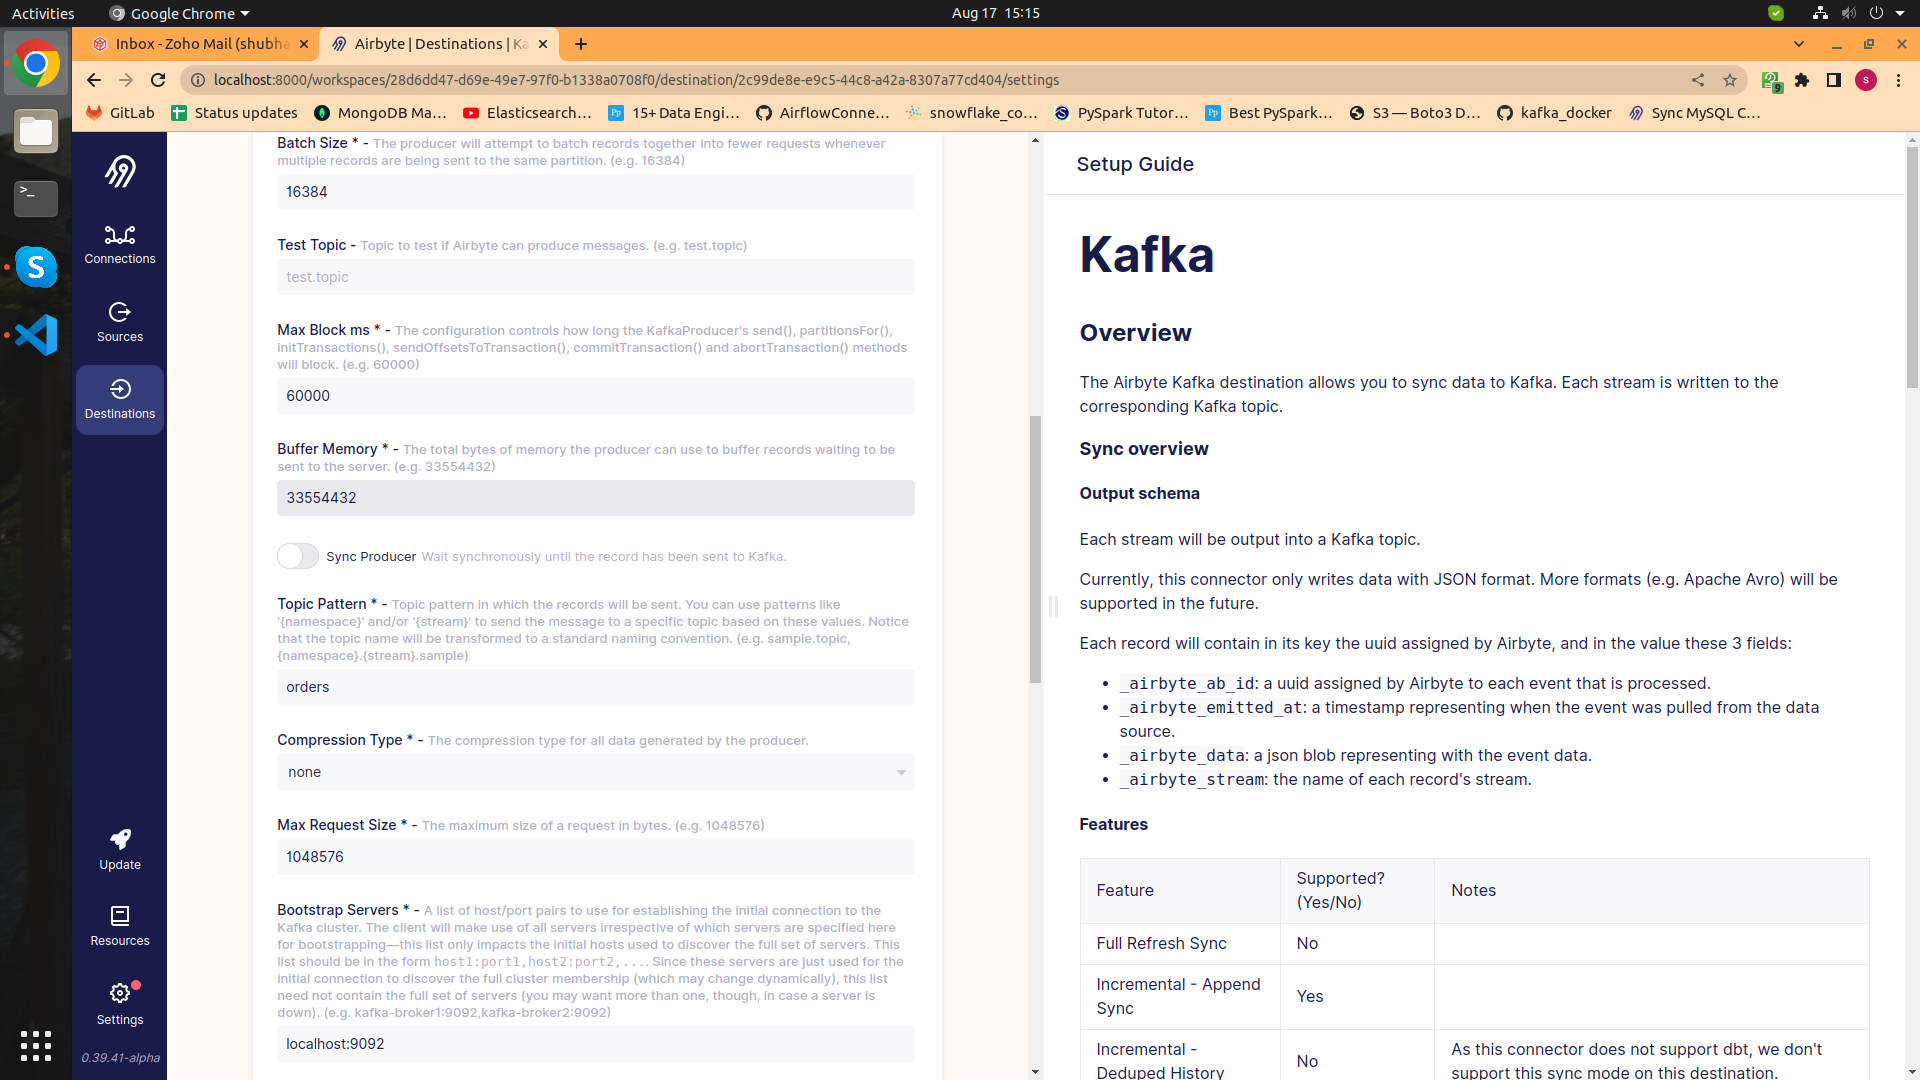 Activities
Google Chrome
Aug 17 15:15
Inbox - Zoho Mail (shubha
Airbyte | Destinations | Ka
localhost:8000/workspaces/28d6dd47-d69e-49e7-97f0-b1338a0708f0/destination/2c99de8e-e9c5-44c8-a42a-8307a77cd404/settings
9
s
GitLab
Status updates
MongoDB Ma...
Elasticsearch...
15+ Data Engi...
AirflowConne...
snowflake_co...
PySpark Tutor...
Best PySpark...
S3 — Boto3 D...
kafka_docker
Sync MySQL C...
Connections
Sources
Destinations
Update
Resources
Settings
0.39.41-alpha
Batch Size * - The producer will attempt to batch records together into fewer requests whenever
multiple records are being sent to the same partition. (e.g. 16384)
16384
Test Topic - Topic to test if Airbyte can produce messages. (e.g. test.topic)
test.topic
Max Block ms * - The configuration controls how long the KafkaProducer's send(), partitionsFor(),
initTransactions(), sendOffsetsToTransaction(), commitTransaction() and abortTransaction() methods
will block. (e.g. 60000)
60000
Buffer Memory * - The total bytes of memory the producer can use to buffer records waiting to be
sent to the server. (e.g. 33554432)
33554432
Sync Producer Wait synchronously until the record has been sent to Kafka.
Topic Pattern * - Topic pattern in which the records will be sent. You can use patterns like
'{namespace}' and/or '{stream}' to send the message to a specific topic based on these values. Notice
that the topic name will be transformed to a standard naming convention. (e.g. sample.topic,
{namespace}.{stream}.sample)
orders
Compression Type * - The compression type for all data generated by the producer.
none
Max Request Size * - The maximum size of a request in bytes. (e.g. 1048576)
1048576
Bootstrap Servers * - A list of host/port pairs to use for establishing the initial connection to the
Kafka cluster. The client will make use of all servers irrespective of which servers are specified here
for bootstrapping—this list only impacts the initial hosts used to discover the full set of servers. This
list should be in the form host1:port1,host2:port2,.... Since these servers are just used for the
initial connection to discover the full cluster membership (which may change dynamically), this list
need not contain the full set of servers (you may want more than one, though, in case a server is
down). (e.g. kafka-broker1:9092,kafka-broker2:9092)
localhost:9092
Setup Guide
Kafka
Overview
The Airbyte Kafka destination allows you to sync data to Kafka. Each stream is written to the
corresponding Kafka topic.
Sync overview
Output schema
Each stream will be output into a Kafka topic.
Currently, this connector only writes data with JSON format. More formats (e.g. Apache Avro) will be
supported in the future.
Each record will contain in its key the uuid assigned by Airbyte, and in the value these 3 fields:
• _airbyte_ab_id: a uuid assigned by Airbyte to each event that is processed.
• _airbyte_emitted_at: a timestamp representing when the event was pulled from the data
source.
• _airbyte_data: a json blob representing with the event data.
• _airbyte_stream: the name of each record's stream.
Features
Feature
Supported?
(Yes/No)
Notes
Full Refresh Sync
No
Incremental - Append
Sync
Yes
Incremental -
Deduped History
No
As this connector does not support dbt, we don't
support this sync mode on this destination.